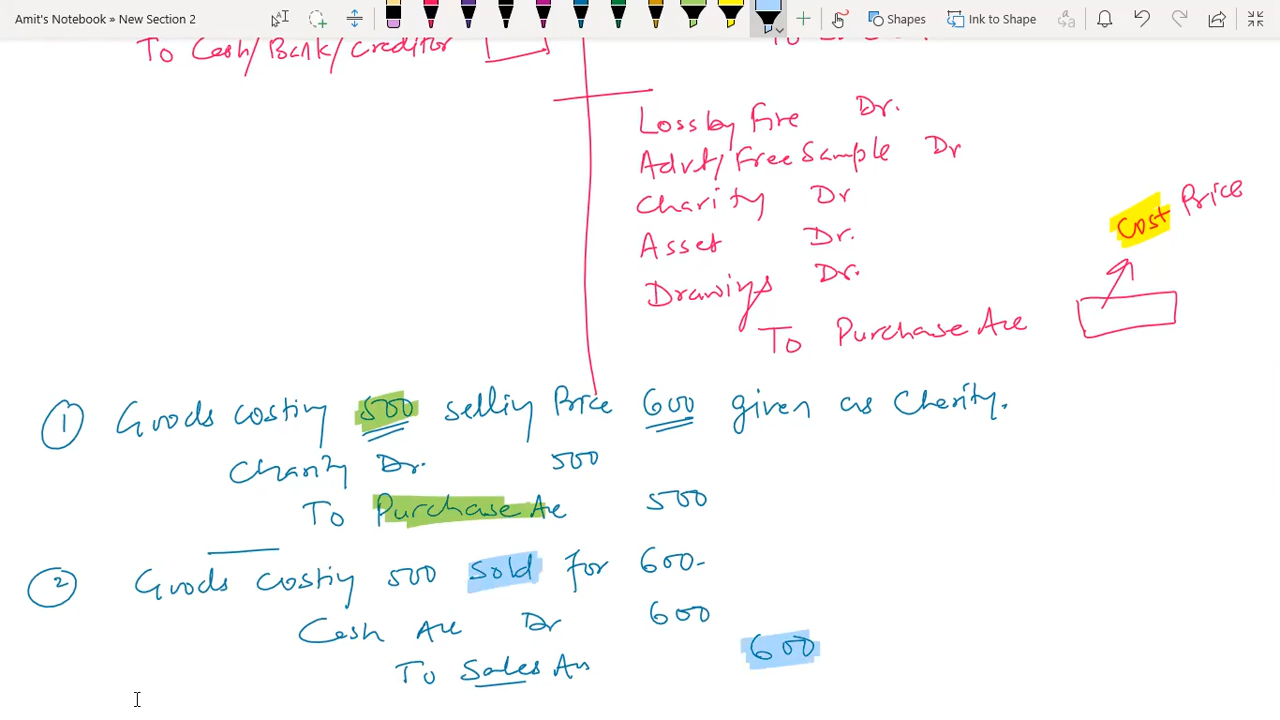 Amit's Notebook » New Section 2
Shapes
Ink to Shape
To Cash/Bank/Creditor
To
Loss by Fire Dr.
Advt/Free Sample Dr
Charity Dr
Asset Dr.
Drawings Dr.
To Purchase A/c
Cost Price
① Goods costing 500 selling Price 600 given as Charity.
Charity Dr. 500
To Purchase A/c 500
② Goods costing 500 Sold for 600-
Cash A/c Dr 600
To Sales A/c 600